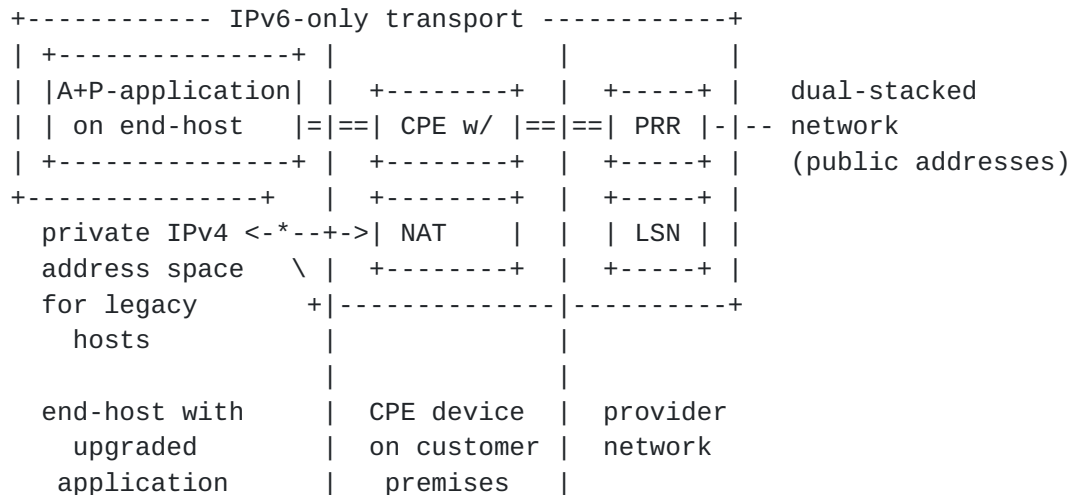 +------------ IPv6-only transport ------------+
| +---------------+ |              |          |
| |A+P-application| |  +--------+  |  +-----+ |   dual-stacked
| | on end-host   |=|==| CPE w/ |==|==| PRR |-|-- network
| +---------------+ |  +--------+  |  +-----+ |   (public addresses)
+---------------+   |  +--------+  |  +-----+ |
  private IPv4 <-*--+->| NAT    |  |  | LSN | |
  address space   \ |  +--------+  |  +-----+ |
  for legacy       +|--------------|----------+
    hosts           |              |
                    |              |
  end-host with     |  CPE device  |  provider
    upgraded        |  on customer |  network
   application      |   premises   |